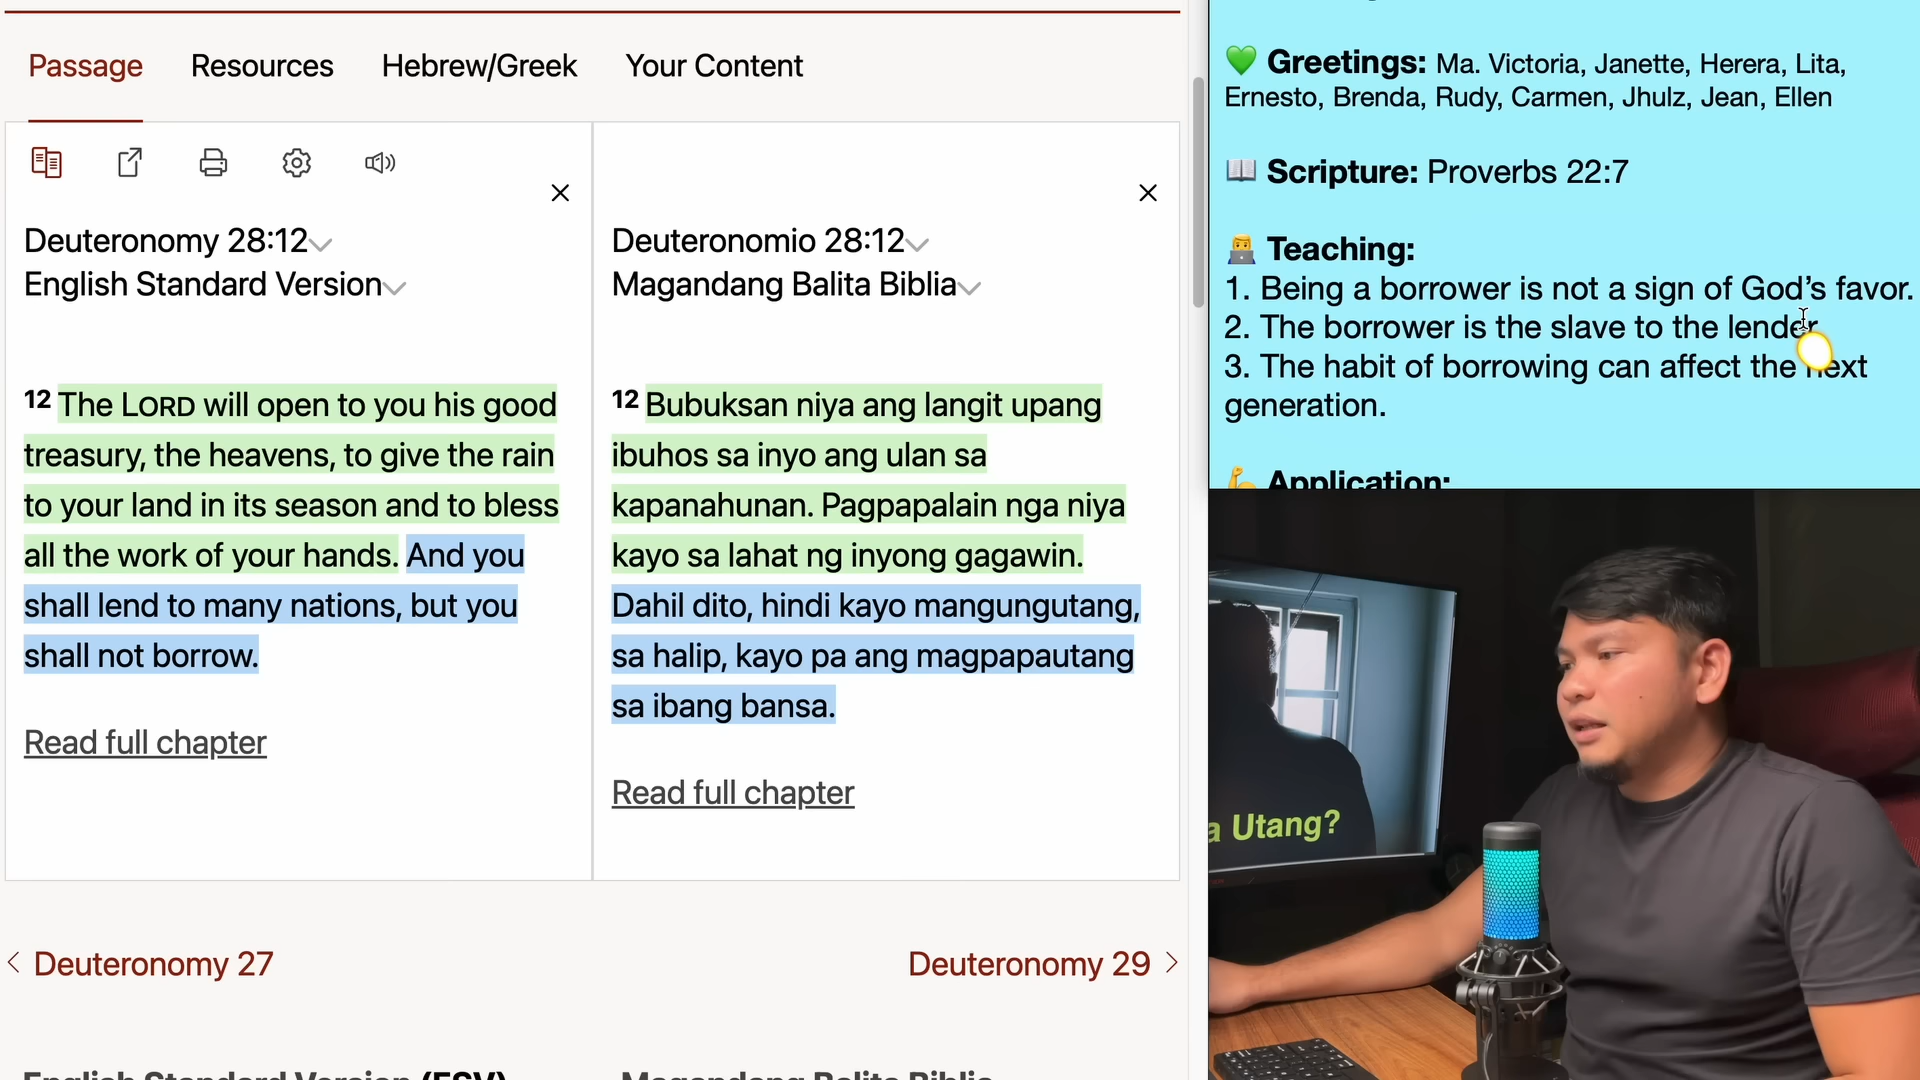 Passage
Resources
Hebrew/Greek
Your Content
Deuteronomy 28:12
English Standard Version
12 The LORD will open to you his good
treasury, the heavens, to give the rain
to your land in its season and to bless
all the work of your hands. And you
shall lend to many nations, but you
shall not borrow.
Read full chapter
Deuteronomio 28:12
Magandang Balita Biblia
12 Bubuksan niya ang langit upang
ibuhos sa inyo ang ulan sa
kapanahunan. Pagpapalain nga niya
kayo sa lahat ng inyong gagawin.
Dahil dito, hindi kayo mangungutang,
sa halip, kayo pa ang magpapautang
sa ibang bansa.
Read full chapter
Deuteronomy 27
Deuteronomy 29
English Standard Version (ESV)
Magandang Balita Biblia
💚 Greetings: Ma. Victoria, Janette, Herera, Lita,
Ernesto, Brenda, Rudy, Carmen, Jhulz, Jean, Ellen
📖 Scripture: Proverbs 22:7
👨‍💻 Teaching:
1. Being a borrower is not a sign of God’s favor.
2. The borrower is the slave to the lender
3. The habit of borrowing can affect the next
generation.
💪 Application:
a Utang?